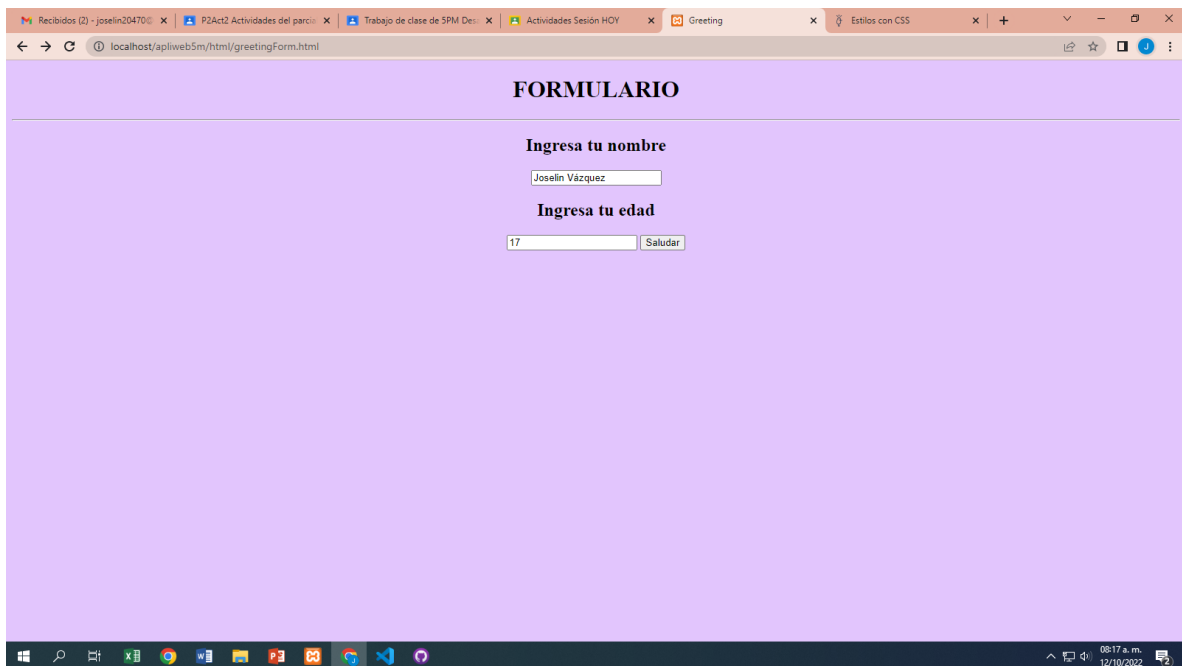 Recibidos (2) - joselin20470@
P2Act2 Actividades del parcia
Trabajo de clase de 5PM Desa
Actividades Sesión HOY
Greeting
Estilos con CSS
localhost/apliweb5m/html/greetingForm.html
J
FORMULARIO
Ingresa tu nombre
Joselin Vázquez
Ingresa tu edad
17 Saludar
08:17 a. m.
12/10/2022
2